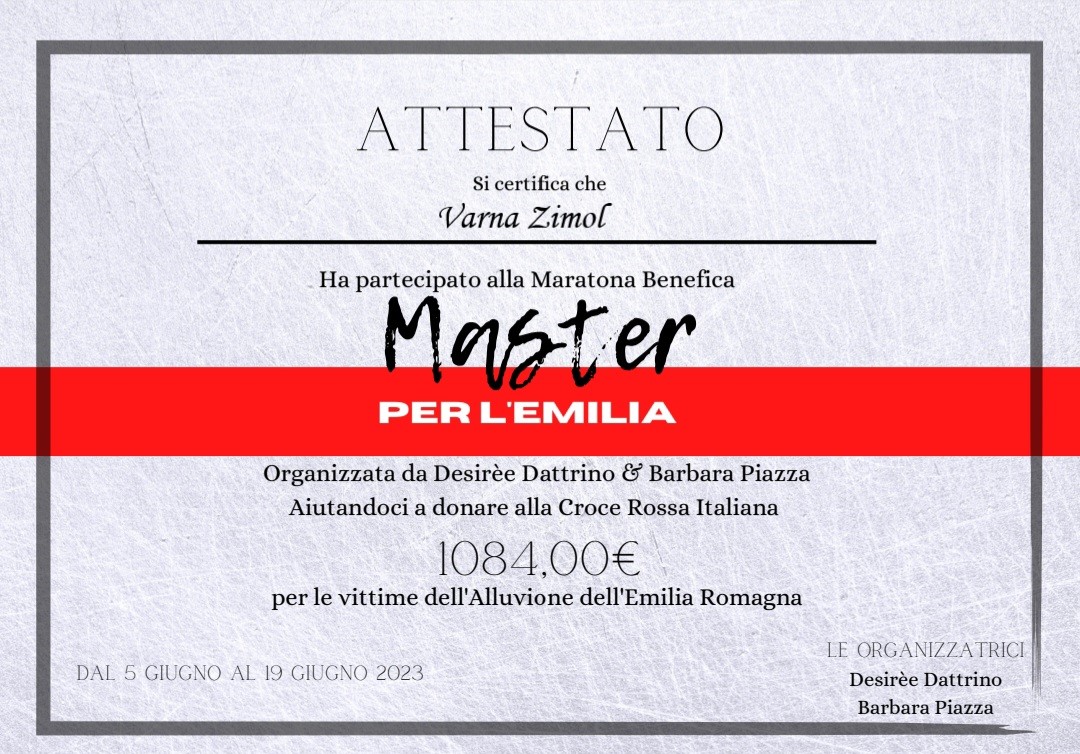 ATTESTATO
Si certifica che
Varna Zimol
Ha partecipato alla Maratona Benefica
Master
PER L'EMILIA
Organizzata da Desirèe Dattrino & Barbara Piazza
Aiutandoci a donare alla Croce Rossa Italiana
1084,00€
per le vittime dell'Alluvione dell'Emilia Romagna
LE ORGANIZZATRICI
DAL 5 GIUGNO AL 19 GIUGNO 2023
Desirèe Dattrino
Barbara Piazza